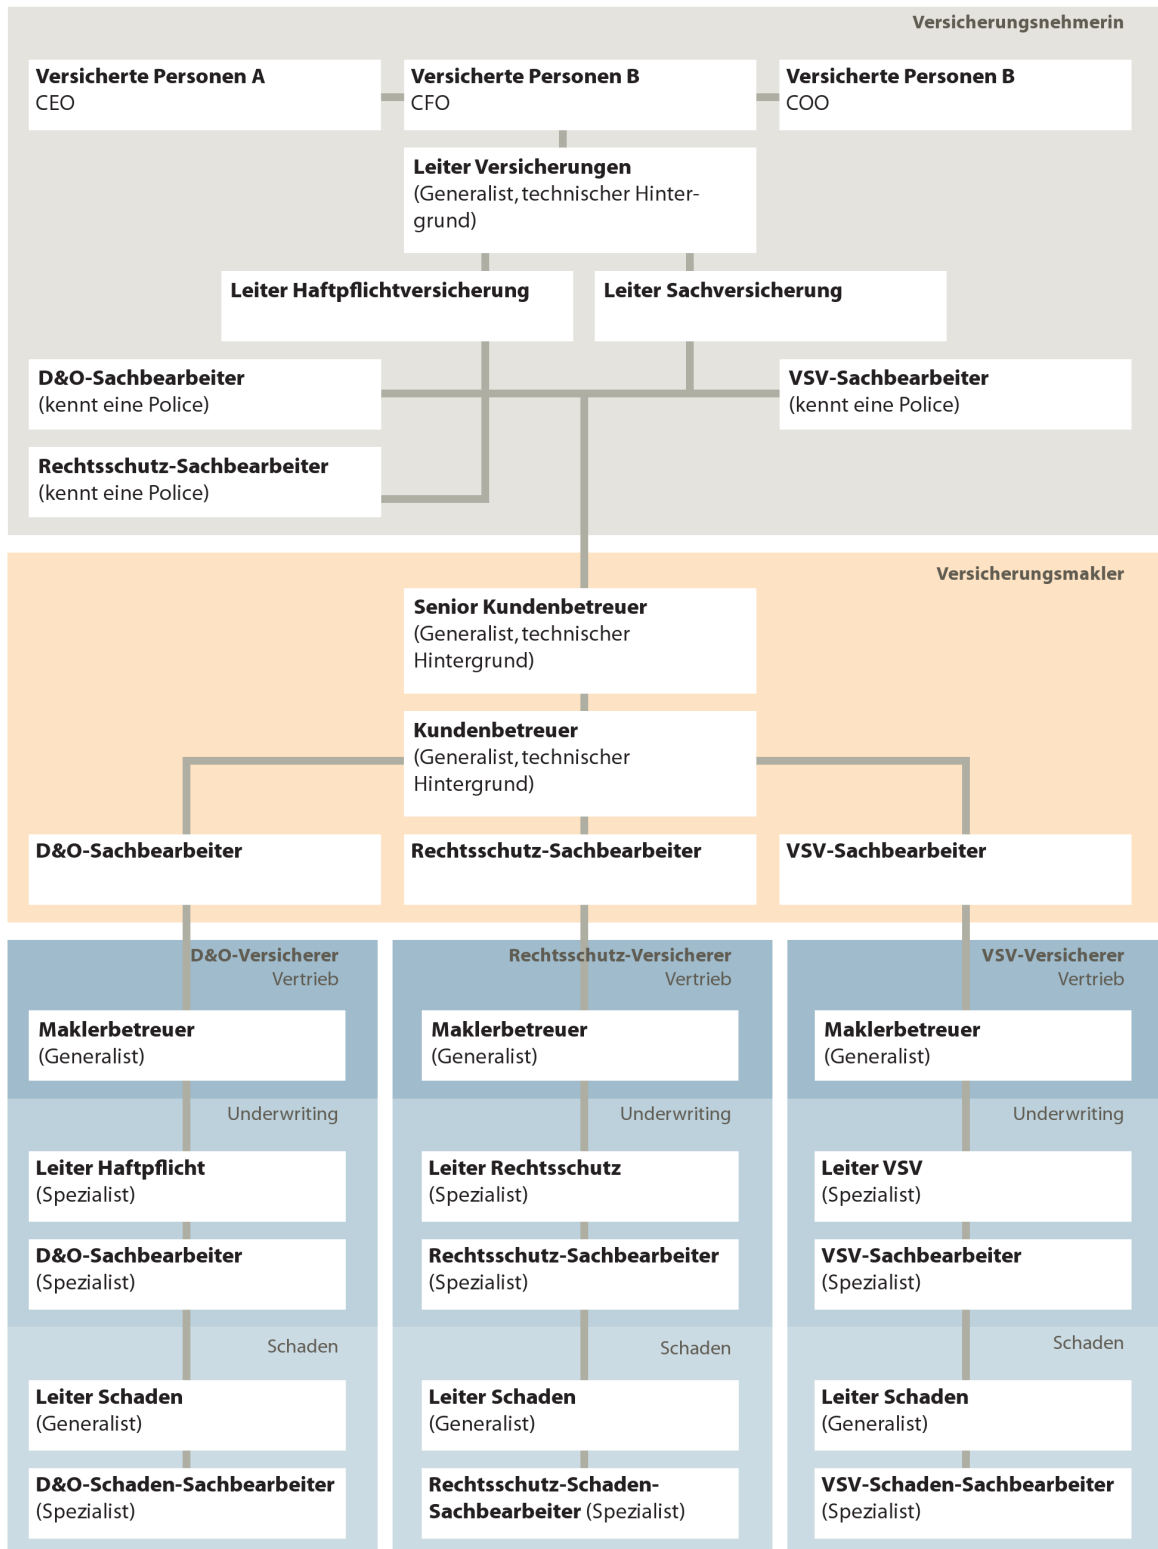 Versicherungsnehmerin
Versicherte Personen A
CEO
Versicherte Personen B
CFO
Versicherte Personen B
COO
Leiter Versicherungen
(Generalist, technischer Hinter-
grund)
Leiter Haftpflichtversicherung
Leiter Sachversicherung
D&O-Sachbearbeiter
(kennt eine Police)
VSV-Sachbearbeiter
(kennt eine Police)
Rechtsschutz-Sachbearbeiter
(kennt eine Police)
Versicherungsmakler
Senior Kundenbetreuer
(Generalist, technischer
Hintergrund)
Kundenbetreuer
(Generalist, technischer
Hintergrund)
D&O-Sachbearbeiter
Rechtsschutz-Sachbearbeiter
VSV-Sachbearbeiter
D&O-Versicherer
Vertrieb
Maklerbetreuer
(Generalist)
Underwriting
Leiter Haftpflicht
(Spezialist)
D&O-Sachbearbeiter
(Spezialist)
Schaden
Leiter Schaden
(Generalist)
D&O-Schaden-Sachbearbeiter
(Spezialist)
Rechtsschutz-Versicherer
Vertrieb
Maklerbetreuer
(Generalist)
Underwriting
Leiter Rechtsschutz
(Spezialist)
Rechtsschutz-Sachbearbeiter
(Spezialist)
Schaden
Leiter Schaden
(Generalist)
Rechtsschutz-Schaden-
Sachbearbeiter (Spezialist)
VSV-Versicherer
Vertrieb
Maklerbetreuer
(Generalist)
Underwriting
Leiter VSV
(Spezialist)
VSV-Sachbearbeiter
(Spezialist)
Schaden
Leiter Schaden
(Generalist)
VSV-Schaden-Sachbearbeiter
(Spezialist)